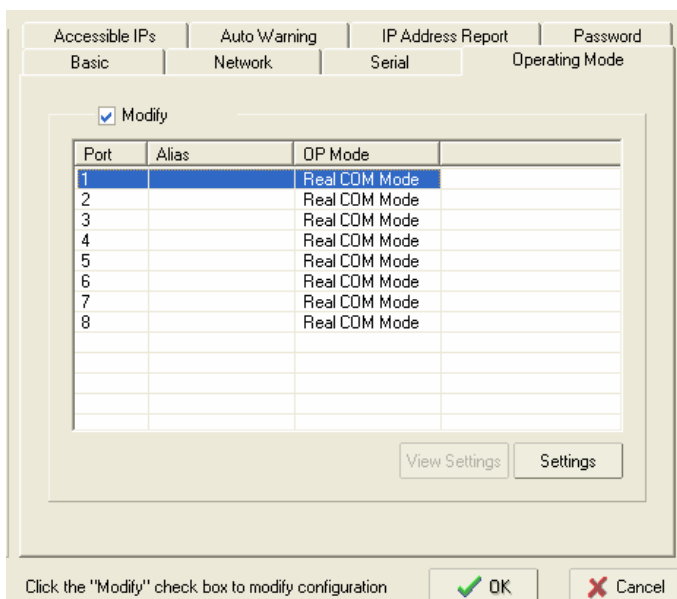 Accessible IPs Auto Warning IP Address Report Password
Basic Network Serial Operating Mode
Modify
Port Alias OP Mode
1 Real COM Mode
2 Real COM Mode
3 Real COM Mode
4 Real COM Mode
5 Real COM Mode
6 Real COM Mode
7 Real COM Mode
8 Real COM Mode
View Settings Settings
Click the "Modify" check box to modify configuration OK Cancel